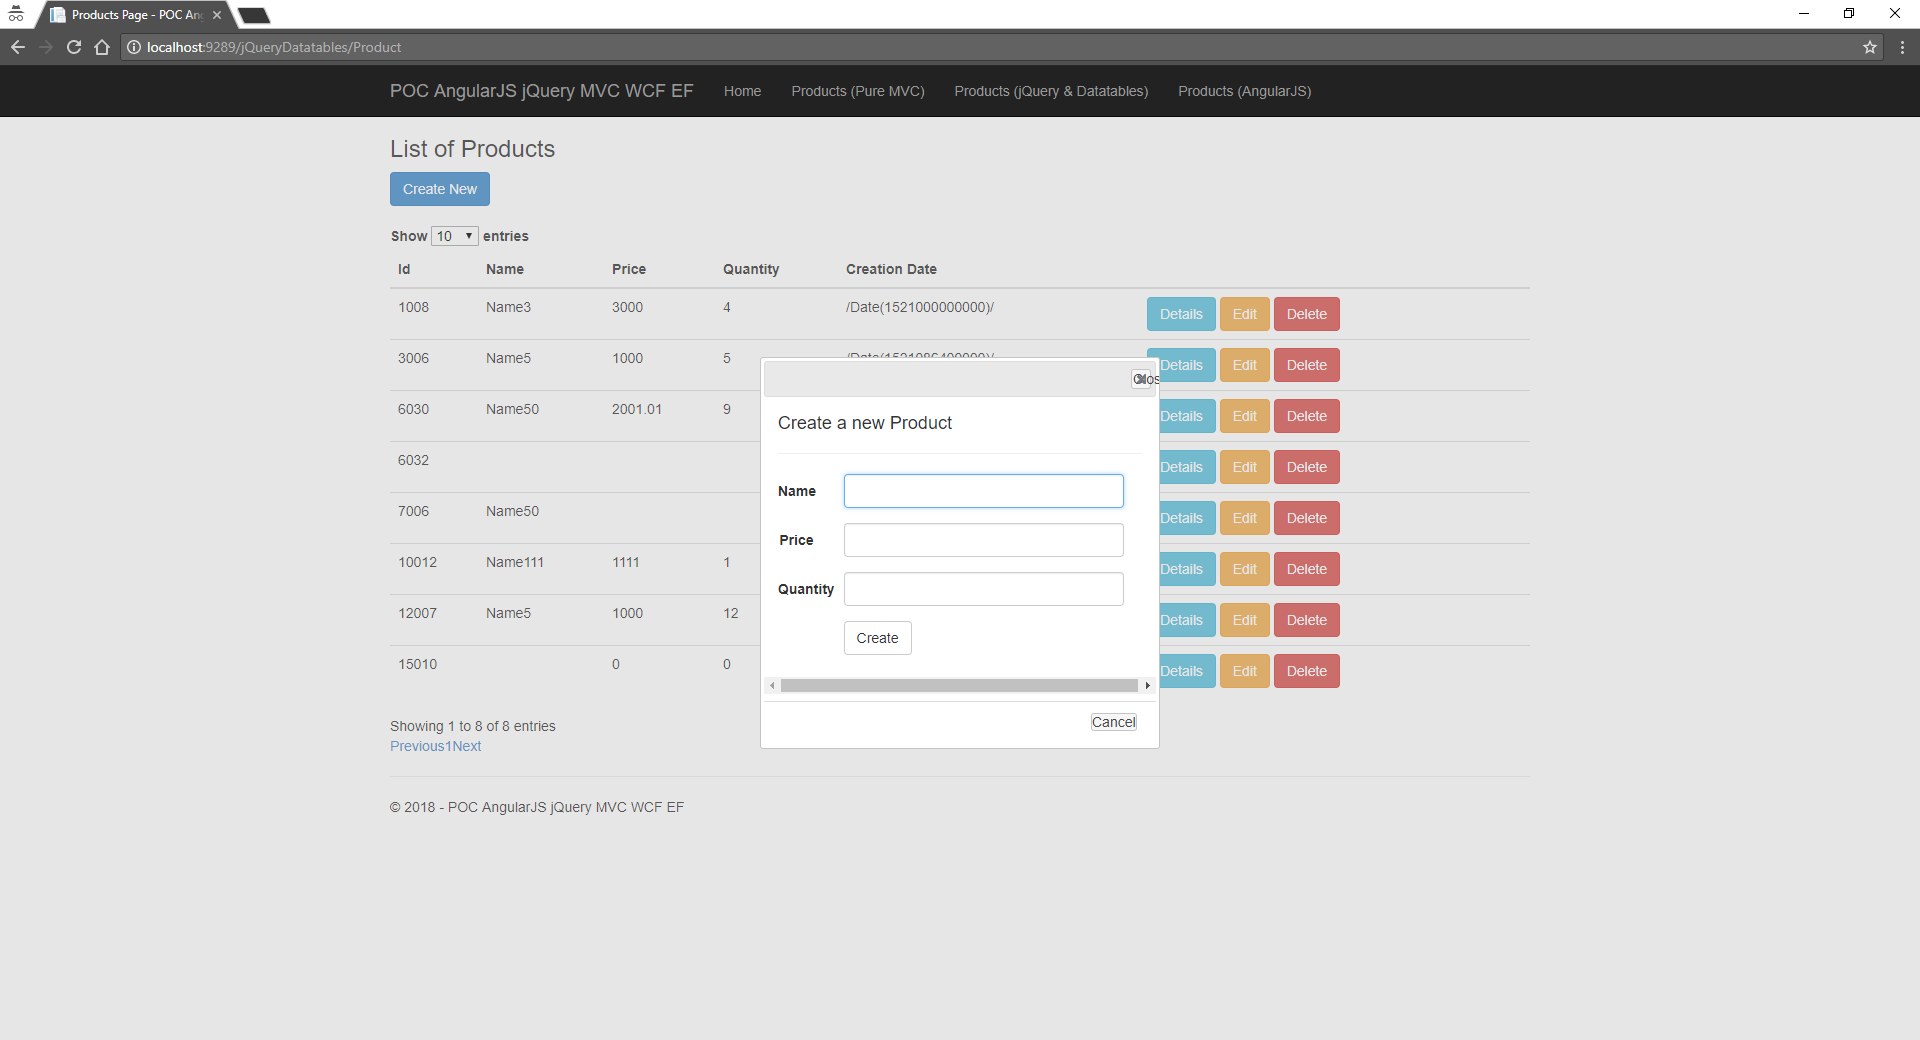 Products Page - POC An
localhost:9289/jQueryDatatables/Product
POC AngularJS jQuery MVC WCF EF Home Products (Pure MVC) Products (jQuery & Datatables) Products (AngularJS)
List of Products
Create New
Show 10 entries
Id Name Price Quantity Creation Date
1008 Name3 3000 4 /Date(1521000000000)/ Details Edit Delete
3006 Name5 1000 5 /Date(1521086400000)/ Details Edit Delete
6030 Name50 2001.01 9 Details Edit Delete
6032 Details Edit Delete
7006 Name50 Details Edit Delete
10012 Name111 1111 1 Details Edit Delete
12007 Name5 1000 12 Details Edit Delete
15010 0 0 Details Edit Delete
Clos
Create a new Product
Name
Price
Quantity
Create
Cancel
Showing 1 to 8 of 8 entries
Previous1Next
© 2018 - POC AngularJS jQuery MVC WCF EF